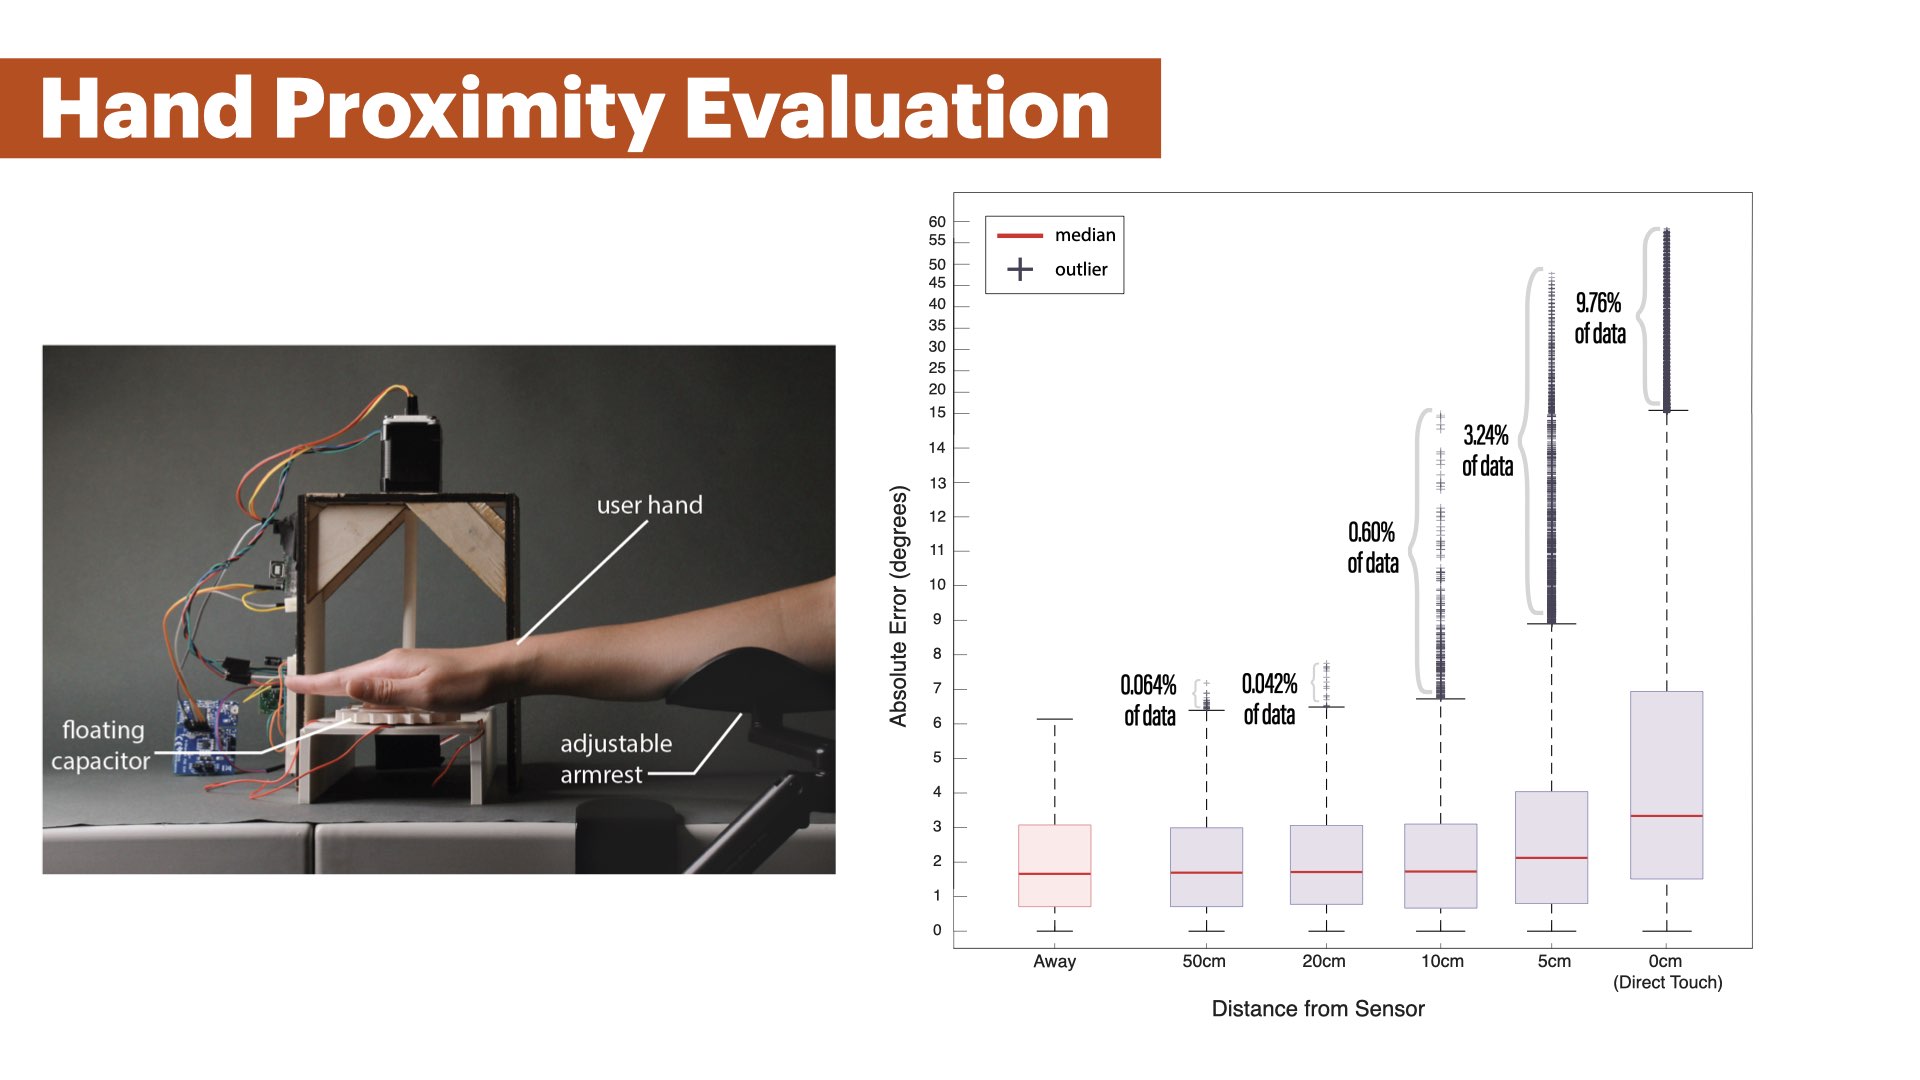 Hand Proximity Evaluation
user hand
floating
capacitor
adjustable
armrest
median
outlier
60
55
50
45
40
35
30
25
20
15
14
13
12
11
10
9
8
7
6
5
4
3
2
1
0
Absolute Error (degrees)
0.064%
of data
0.042%
of data
0.60%
of data
3.24%
of data
9.76%
of data
Away
50cm
20cm
10cm
5cm
0cm
(Direct Touch)
Distance from Sensor